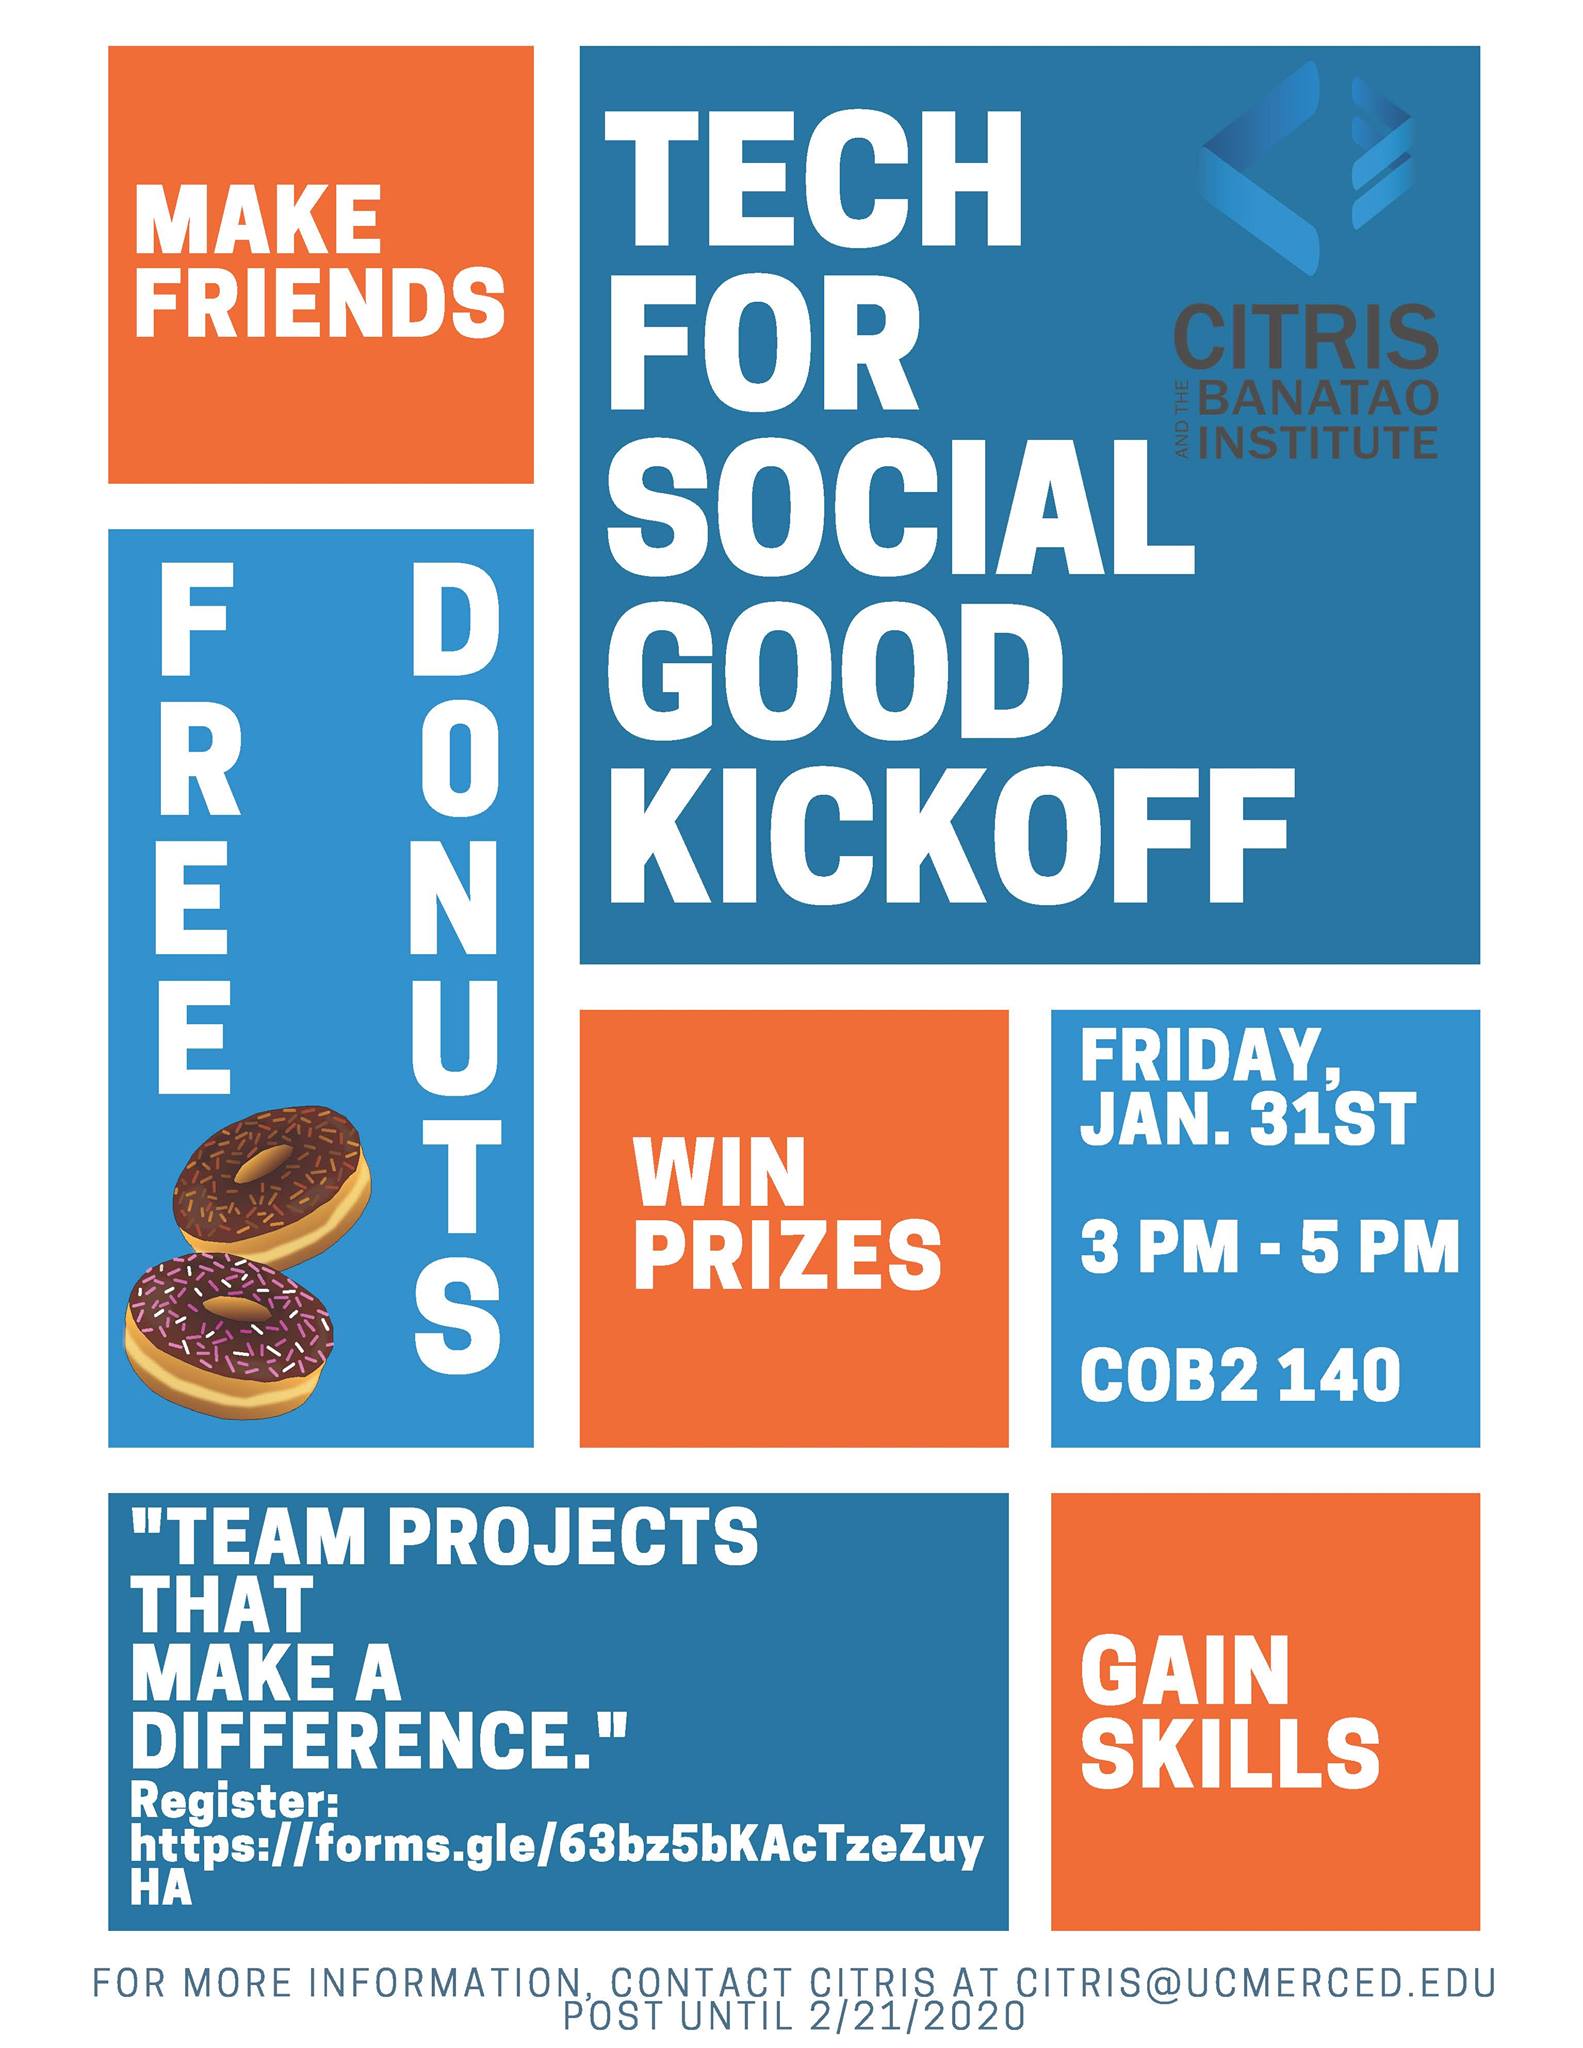 MAKE
FRIENDS
TECH
FOR
SOCIAL
GOOD
KICKOFF
CITRIS
AND THE
BANATAO
INSTITUTE
FREE
DONUTS
WIN
PRIZES
FRIDAY,
JAN. 31ST
3 PM - 5 PM
COB2 140
"TEAM PROJECTS
THAT
MAKE A
DIFFERENCE."
Register:
https://forms.gle/63bz5bKAcTzeZuy
HA
GAIN
SKILLS
FOR MORE INFORMATION, CONTACT CITRIS AT CITRIS@UCMERCED.EDU
POST UNTIL 2/21/2020